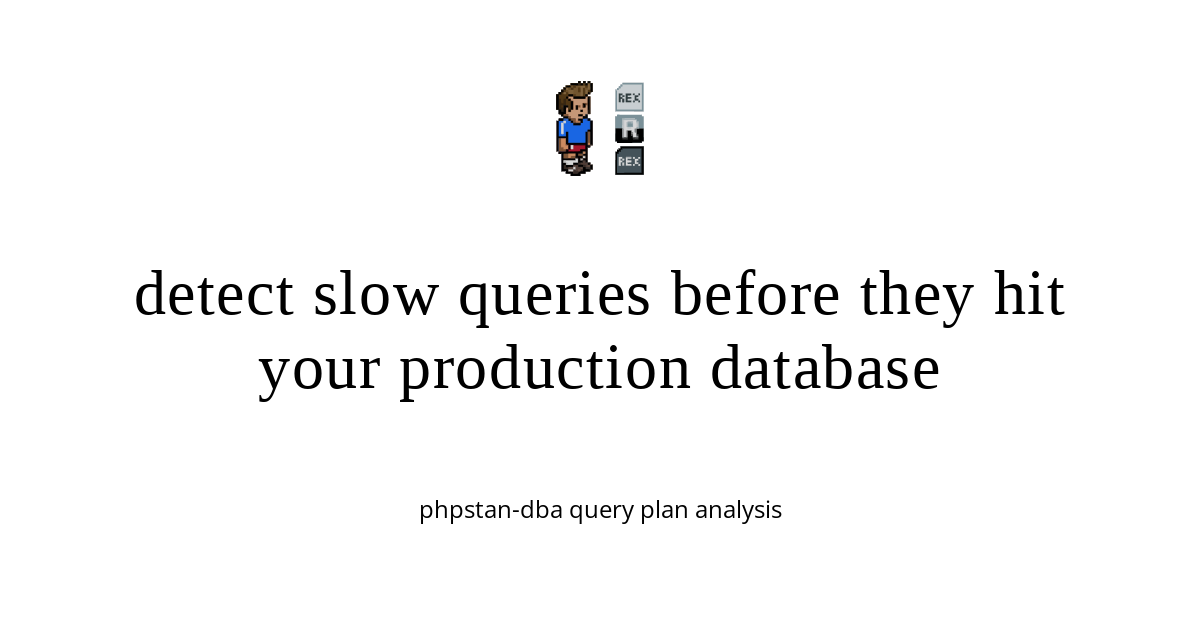 REX
R
REX
detect slow queries before they hit
your production database
phpstan-dba query plan analysis